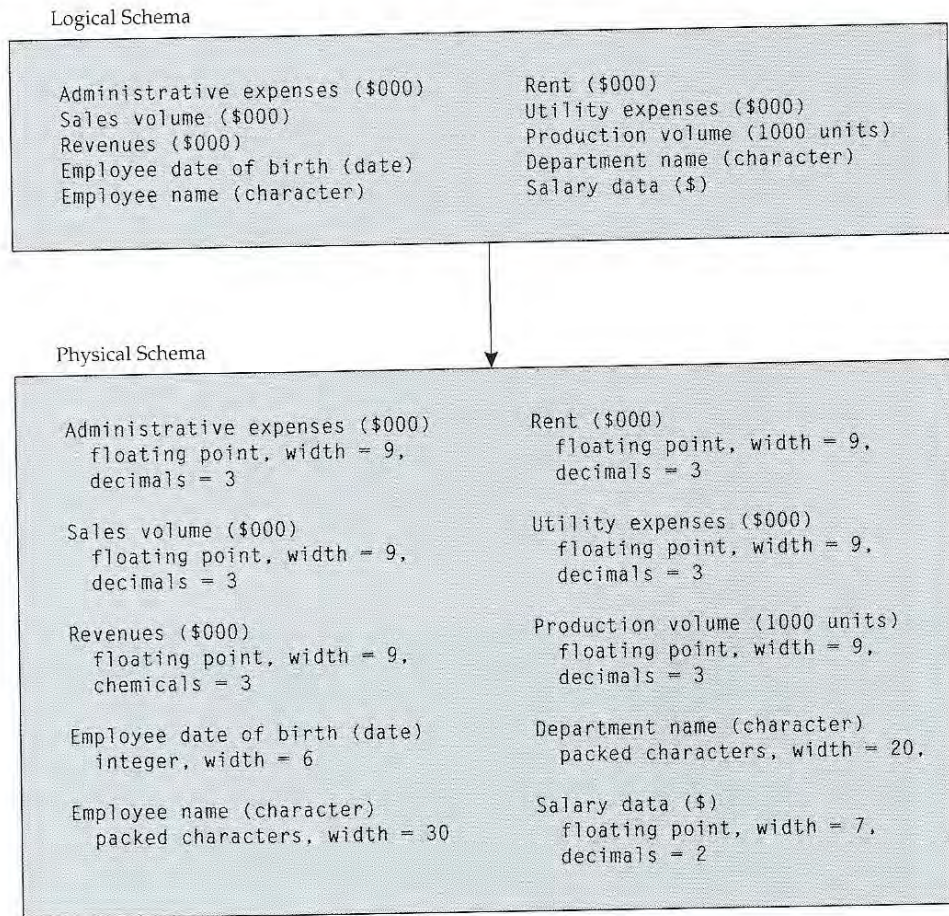 Logical Schema
Administrative expenses ($000)
Sales volume ($000)
Revenues ($000)
Employee date of birth (date)
Employee name (character)
Rent ($000)
Utility expenses ($000)
Production volume (1000 units)
Department name (character)
Salary data ($)
Physical Schema
Administrative expenses ($000)
floating point, width = 9,
decimals = 3
Sales volume ($000)
floating point, width = 9,
decimals = 3
Revenues ($000)
floating point, width = 9,
chemicals = 3
Employee date of birth (date)
integer, width = 6
Employee name (character)
packed characters, width = 30
Rent ($000)
floating point, width = 9,
decimals = 3
Utility expenses ($000)
floating point, width = 9,
decimals = 3
Production volume (1000 units)
floating point, width = 9,
decimals = 3
Department name (character)
packed characters, width = 20,
Salary data ($)
floating point, width = 7,
decimals = 2